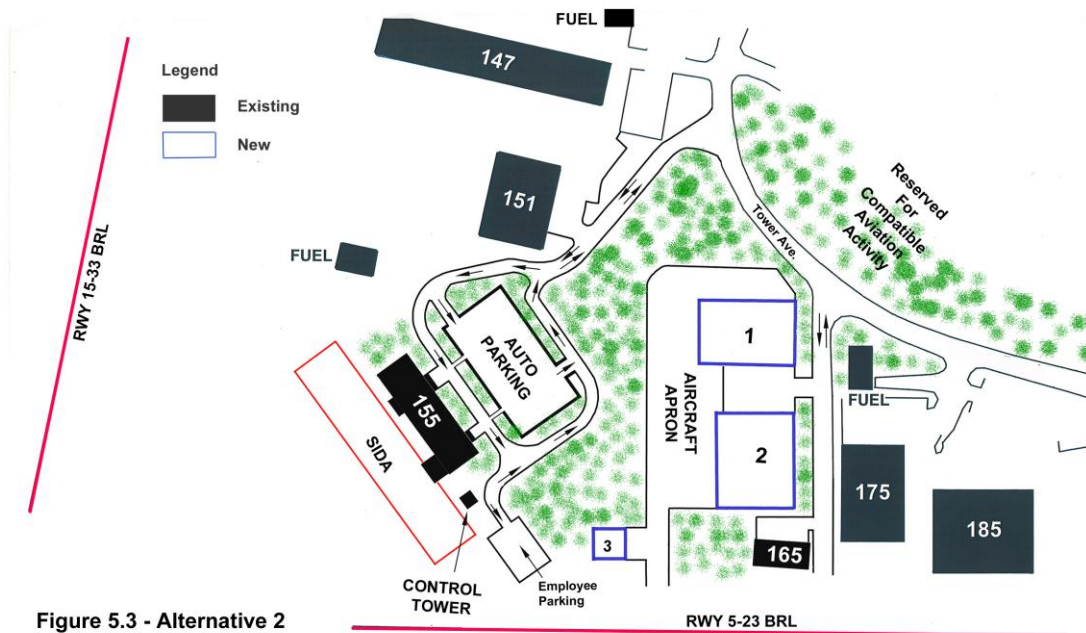 FUEL
147
Legend
Existing
New
RWY 15-33 BRL
151
FUEL
Reserved
For
Compatible
Aviation
Activity
Tower Ave.
AUTO
PARKING
155
SIDA
AIRCRAFT
APRON
1
2
3
FUEL
175
185
165
CONTROL
TOWER
Employee
Parking
Figure 5.3 - Alternative 2
RWY 5-23 BRL